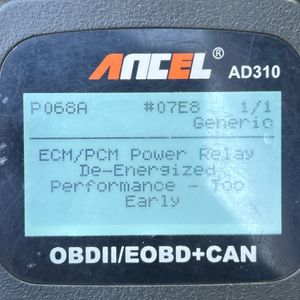 ANCEL ® AD310
P068A #07E8 1/1
Generic
ECM/PCM Power Relay
De-Energized
Performance - Too
Early
OBDII/EOBD+CAN